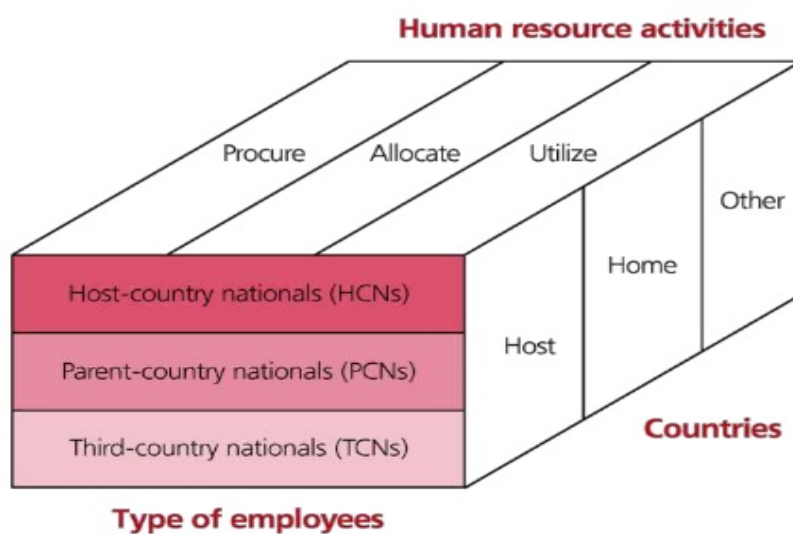 Human resource activities
Procure
Allocate
Utilize
Other
Home
Host
Host-country nationals (HCNs)
Parent-country nationals (PCNs)
Third-country nationals (TCNs)
Countries
Type of employees